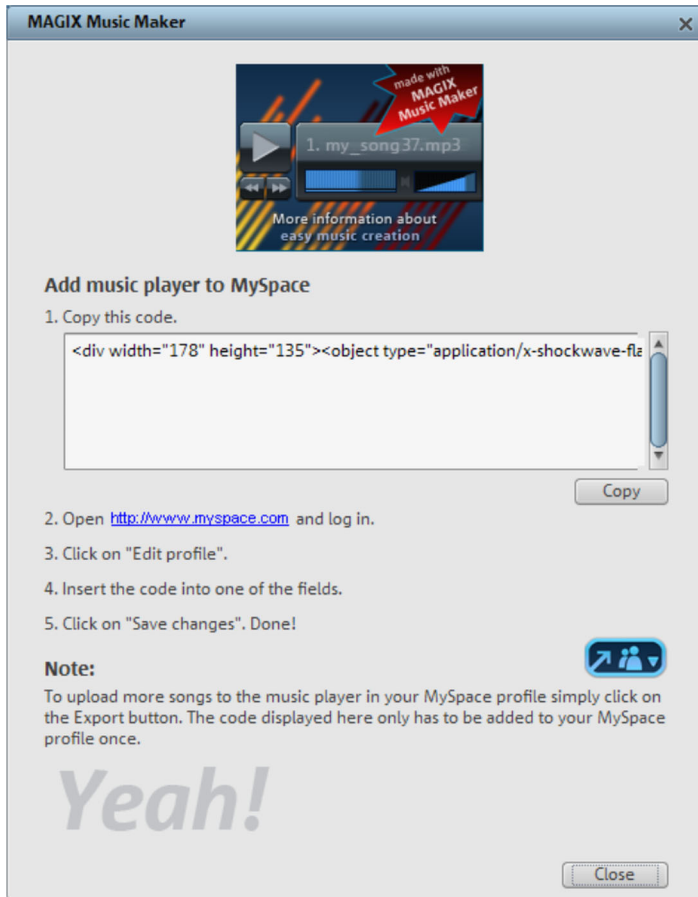 MAGIX Music Maker
made with
MAGIX
Music Maker
1. my_song37.mp3
More information about
easy music creation
Add music player to MySpace
1. Copy this code.
<div width="178" height="135"><object type="application/x-shockwave-fla
Copy
2. Open http://www.myspace.com and log in.
3. Click on "Edit profile".
4. Insert the code into one of the fields.
5. Click on "Save changes". Done!
Note:
To upload more songs to the music player in your MySpace profile simply click on
the Export button. The code displayed here only has to be added to your MySpace
profile once.
Yeah!
Close